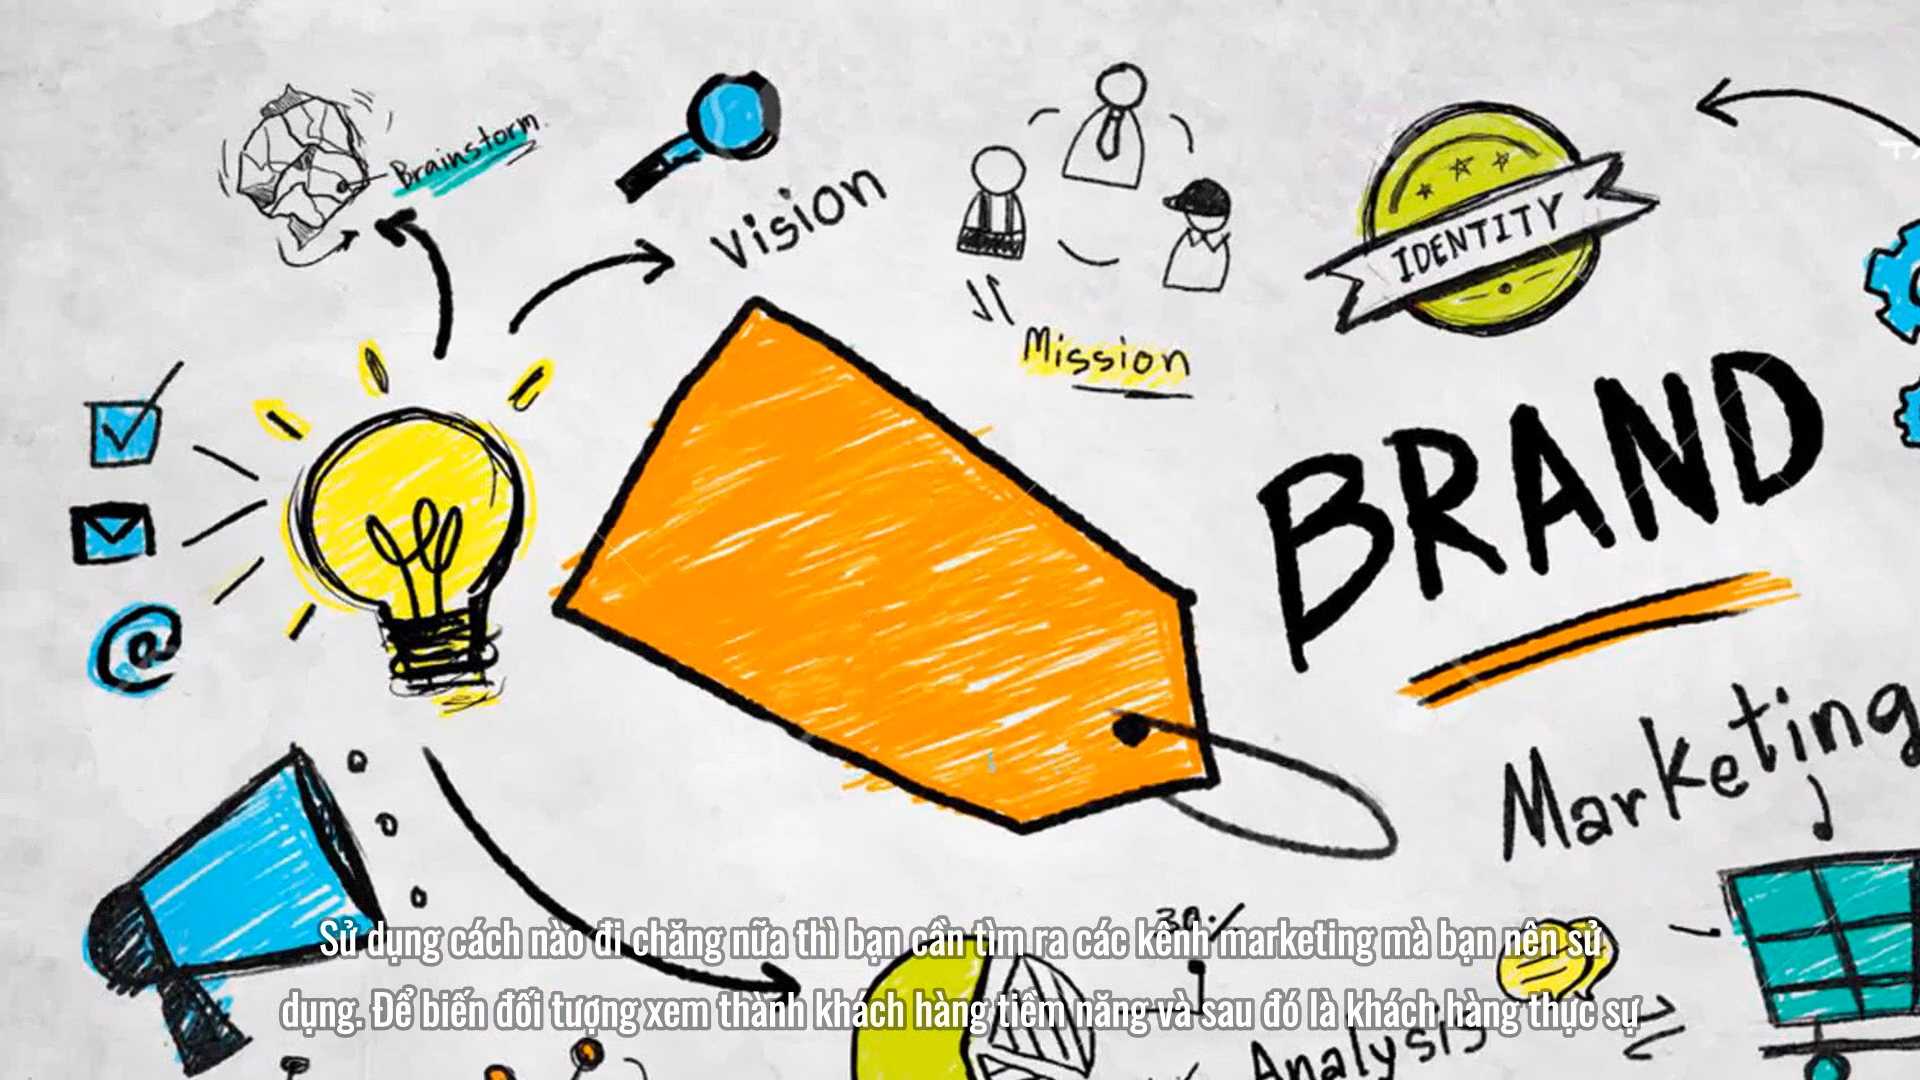 Brainstorm
Vision
IDENTITY
Mission
BRAND
Marketing
@
30%
Sử dụng cách nào đi chăng nữa thì bạn cần tìm ra các kênh marketing mà bạn nên sử
dụng. Để biến đối tượng xem thành khách hàng tiềm năng và sau đó là khách hàng thực sự
Analysis